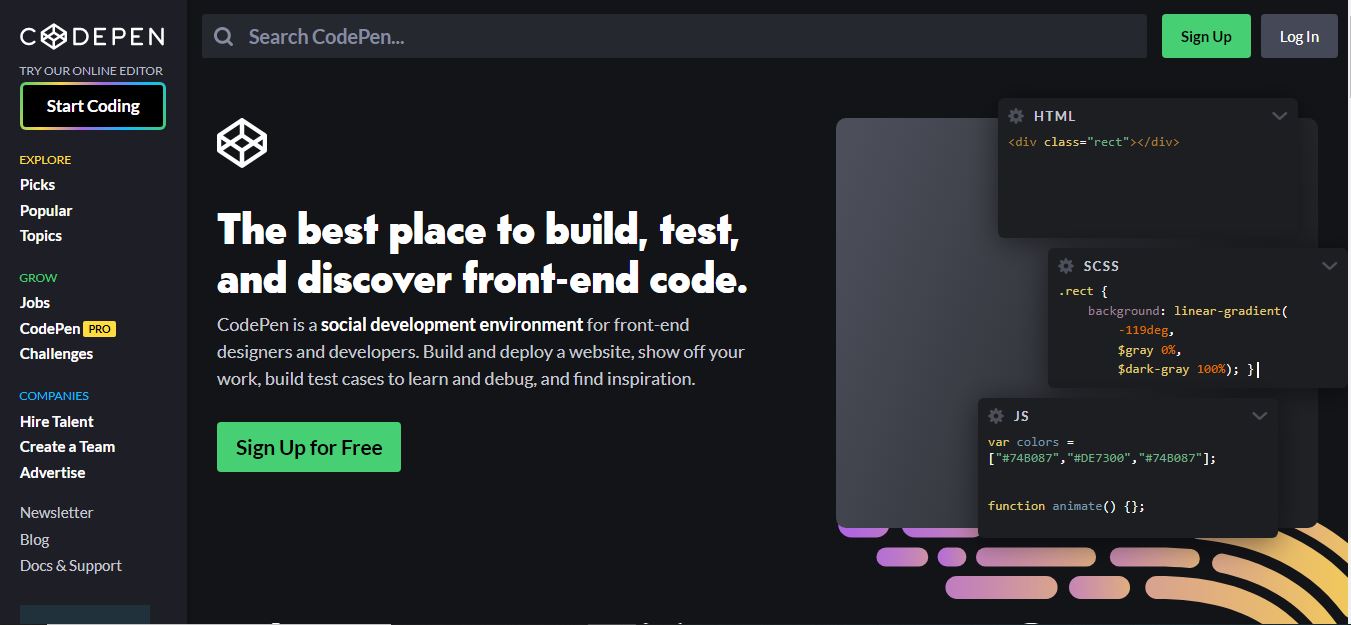 CODEPEN
TRY OUR ONLINE EDITOR
Start Coding
EXPLORE
Picks
Popular
Topics
GROW
Jobs
CodePen PRO
Challenges
COMPANIES
Hire Talent
Create a Team
Advertise
Newsletter
Blog
Docs & Support
Search CodePen...
Sign Up
Log In
The best place to build, test,
and discover front-end code.
CodePen is a social development environment for front-end
designers and developers. Build and deploy a website, show off your
work, build test cases to learn and debug, and find inspiration.
Sign Up for Free
HTML
<div class="rect"></div>
SCSS
.rect {
background: linear-gradient(
-119deg,
$gray 0%,
$dark-gray 100%); }
JS
var colors =
["#74B087","#DE7300","#74B087"];
function animate() {};